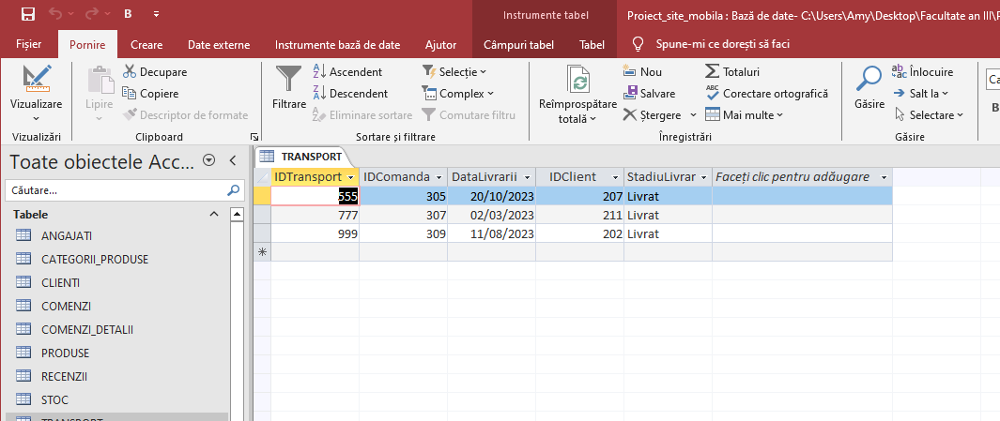 B
Instrumente tabel
Proiect_site_mobila : Bază de date- C:\Users\Amy\Desktop\Facultate an III\P
Fișier Pornire Creare Date externe Instrumente bază de date Ajutor Câmpuri tabel Tabel Spune-mi ce dorești să faci
Vizualizare
Vizualizări
Lipire
Decupare
Copiere
Descriptor de formate
Clipboard
Filtrare
Ascendent
Descendent
Eliminare sortare
Selecție
Complex
Comutare filtru
Sortare și filtrare
Reîmprospătare
totală
Nou
Salvare
Ștergere
Totaluri
Corectare ortografică
Mai multe
Înregistrări
Găsire
Înlocuire
Salt la
Selectare
Găsire
Ca
B
Toate obiectele Acc...
Căutare...
Tabele
ANGAJATI
CATEGORII_PRODUSE
CLIENTI
COMENZI
COMENZI_DETALII
PRODUSE
RECENZII
STOC
TRANSPORT
TRANSPORT
IDTransport IDComanda DataLivrarii IDClient StadiuLivrar Faceți clic pentru adăugare
555 305 20/10/2023 207 Livrat
777 307 02/03/2023 211 Livrat
999 309 11/08/2023 202 Livrat